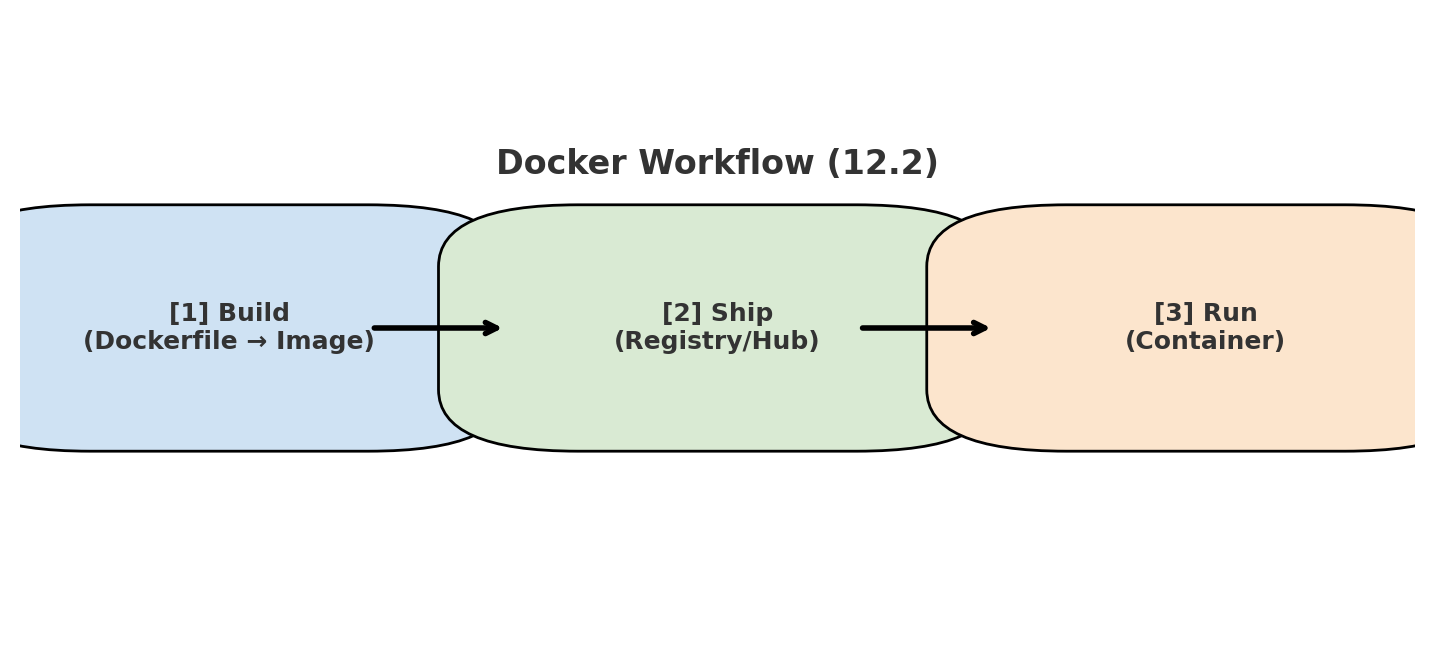 Docker Workflow (12.2)
[1] Build
(Dockerfile → Image)
[2] Ship
(Registry/Hub)
[3] Run
(Container)